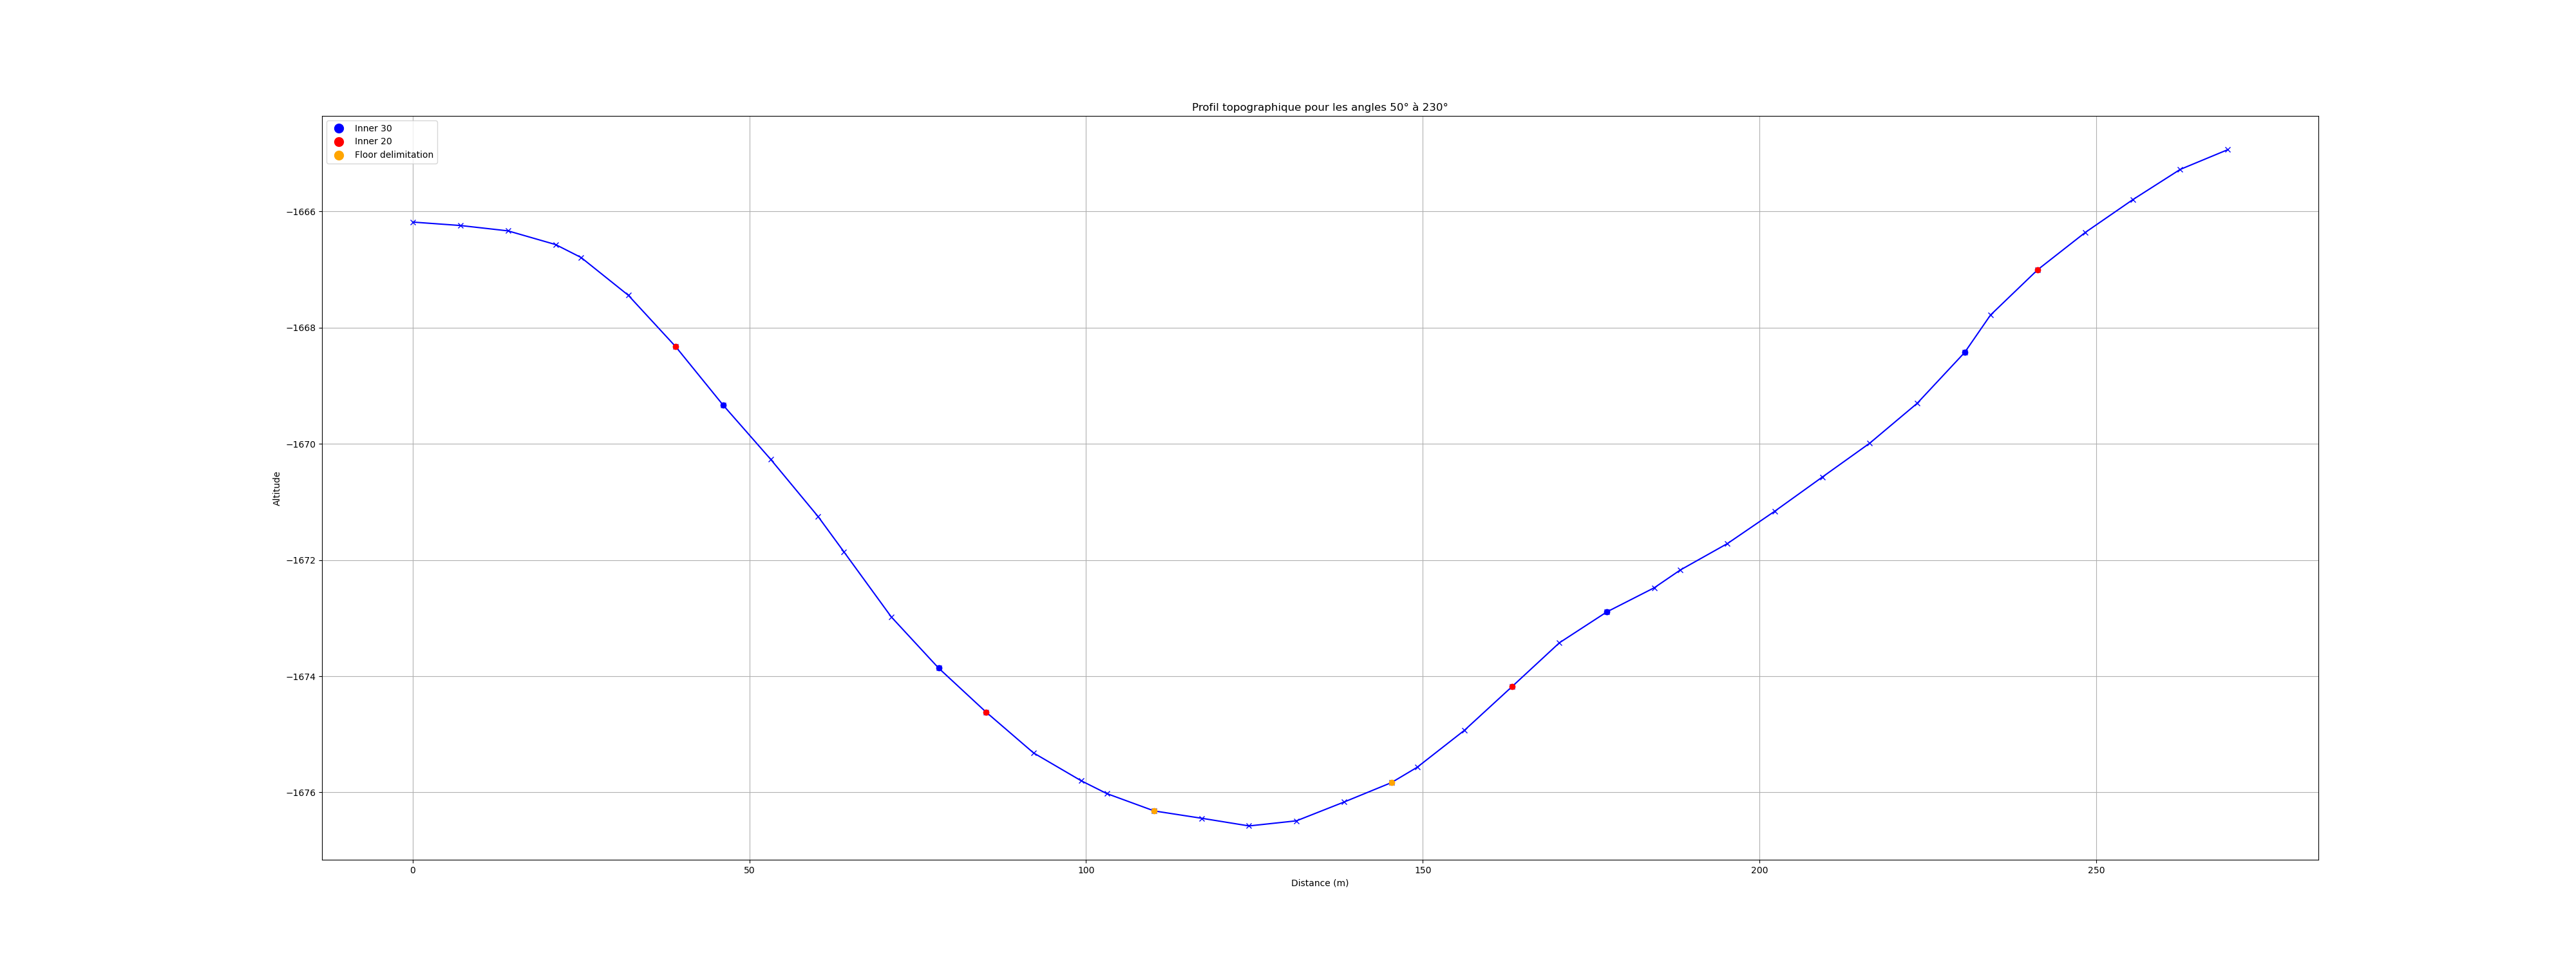 Profil topographique pour les angles 50° à 230°
Inner 30
Inner 20
Floor delimitation
−1666
−1668
−1670
−1672
−1674
−1676
Altitude
0 50 100 150 200 250
Distance (m)